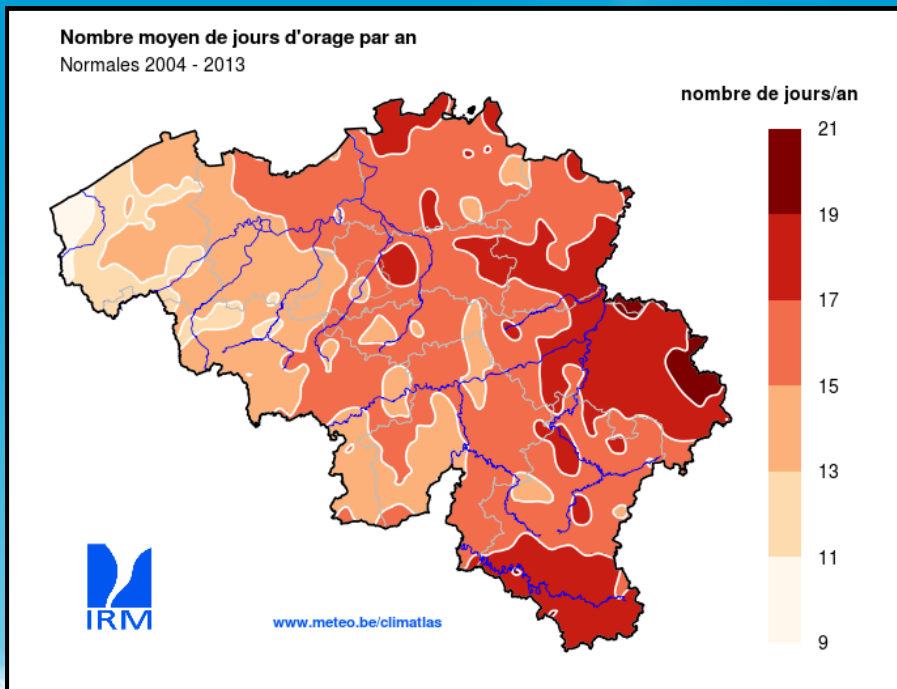 Nombre moyen de jours d'orage par an
Normales 2004 - 2013
nombre de jours/an
21
19
17
15
13
11
9
IRM
www.meteo.be/climatlas